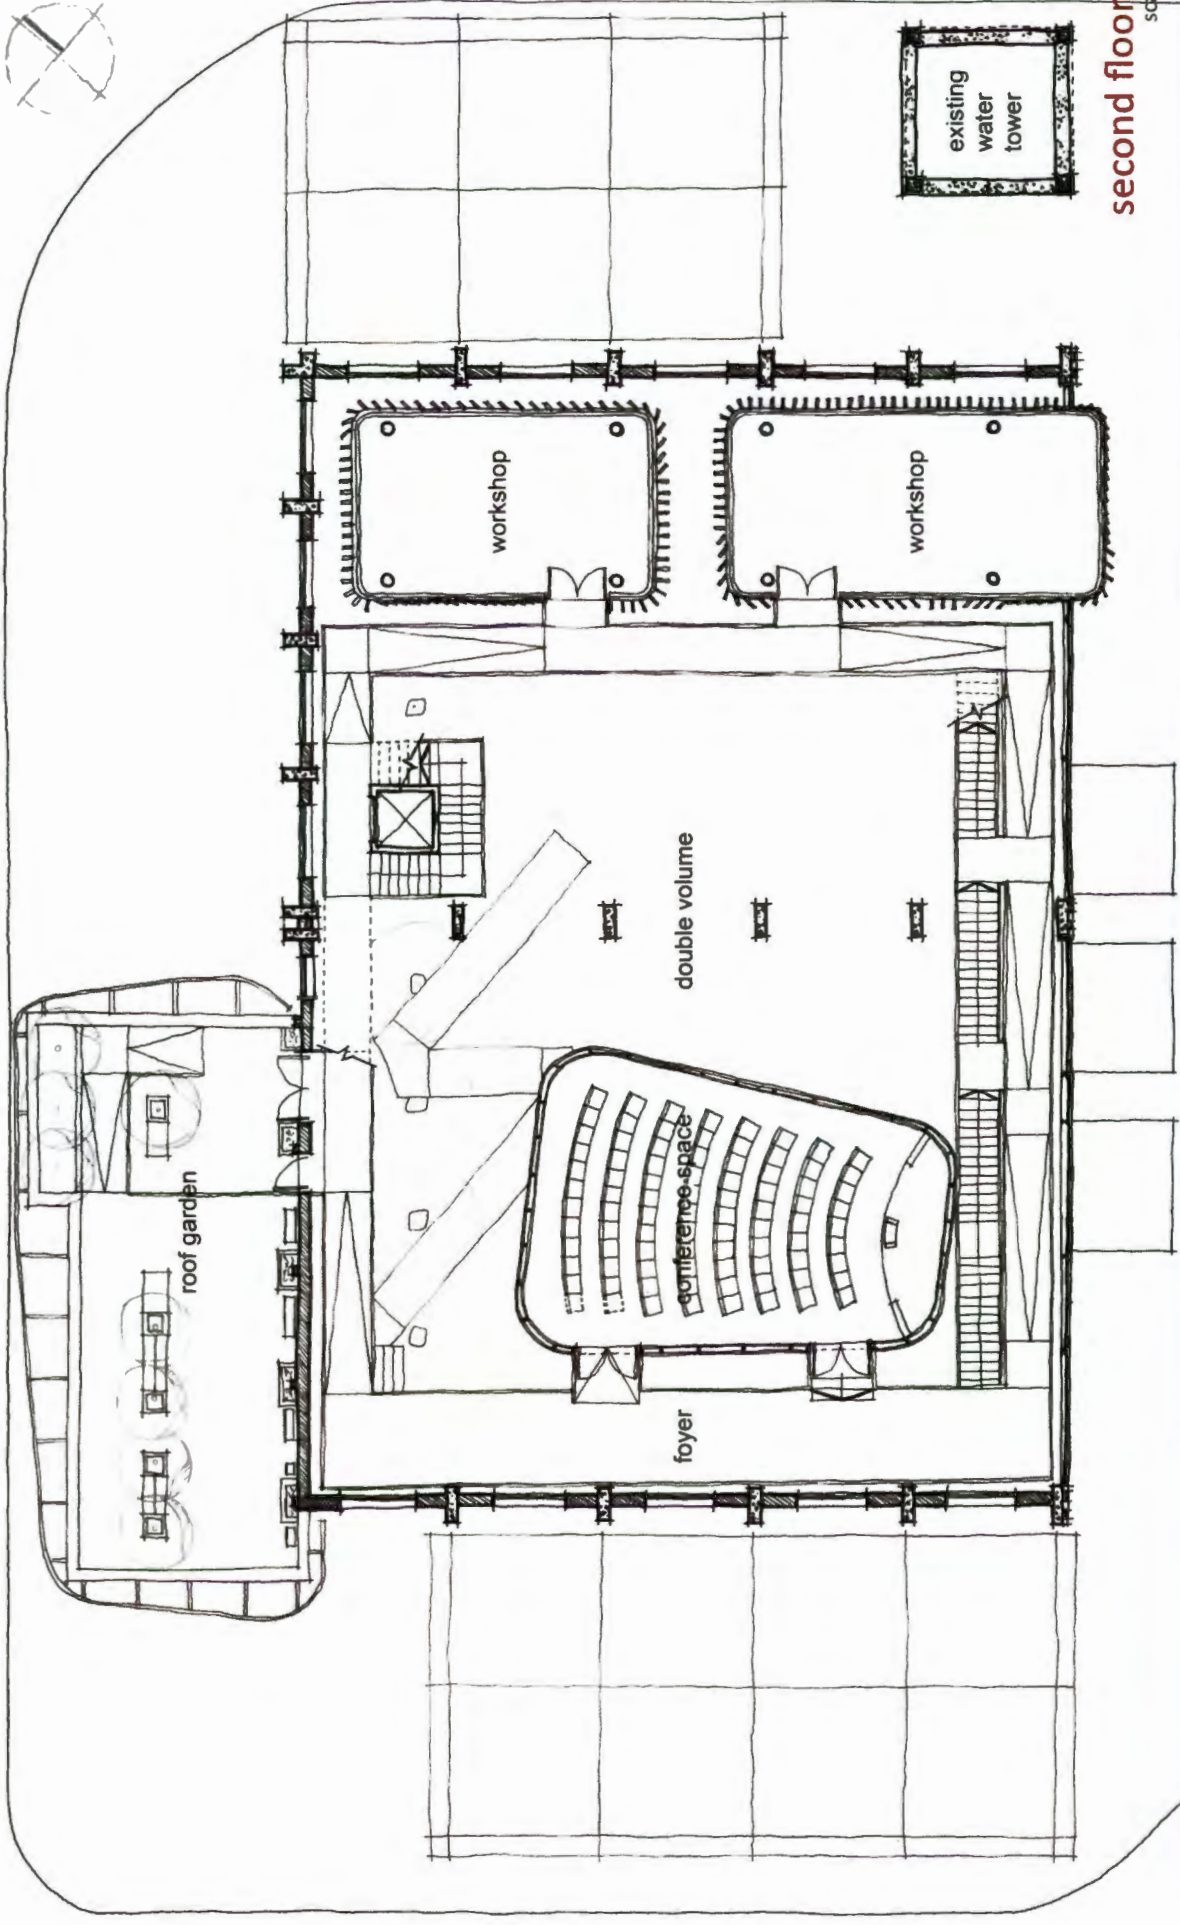 roof garden
foyer
conference space
double volume
workshop
workshop
existing
water
tower
second floor